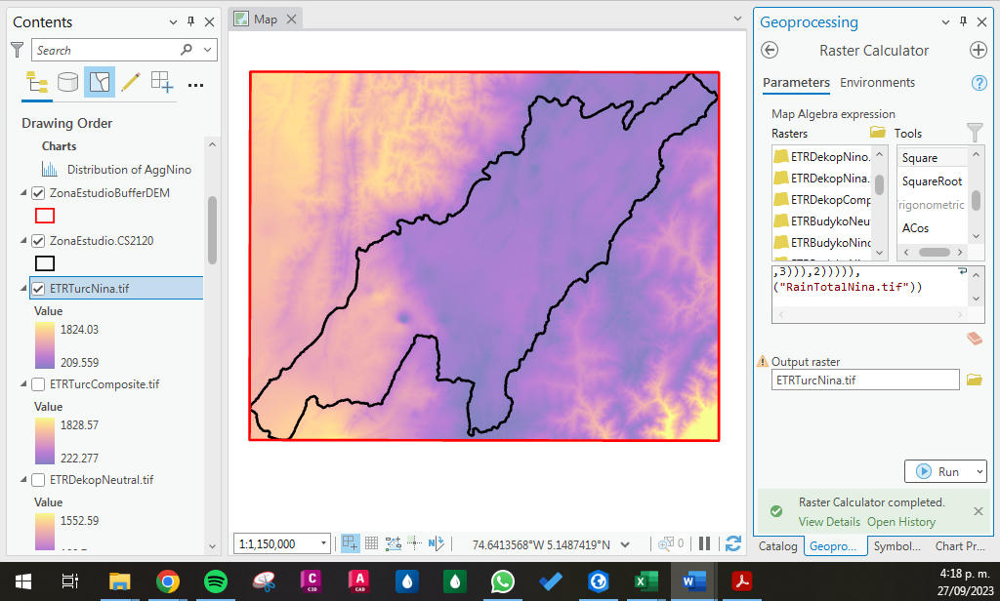 Contents
Search
Drawing Order
Charts
Distribution of AggNino
ZonaEstudioBufferDEM
ZonaEstudio.CS2120
ETRTurcNina.tif
Value
1824.03
209.559
ETRTurcComposite.tif
Value
1828.57
222.277
ETRDekopNeutral.tif
Value
1552.59
Map
1:1,150,000
74.6413568°W 5.1487419°N
0
Geoprocessing
Raster Calculator
Parameters
Environments
Map Algebra expression
Rasters
Tools
ETRDekopNino.
ETRDekopNina.
ETRDekopComp
ETRBudykoNeu
ETRBudykoNino
Square
SquareRoot
rigonometric
ACos
,3))),2))))),
("RainTotalNina.tif"))
Output raster
ETRTurcNina.tif
Run
Raster Calculator completed.
View Details Open History
Catalog Geopro... Symbol... Chart Pr...
4:18 p. m.
27/09/2023